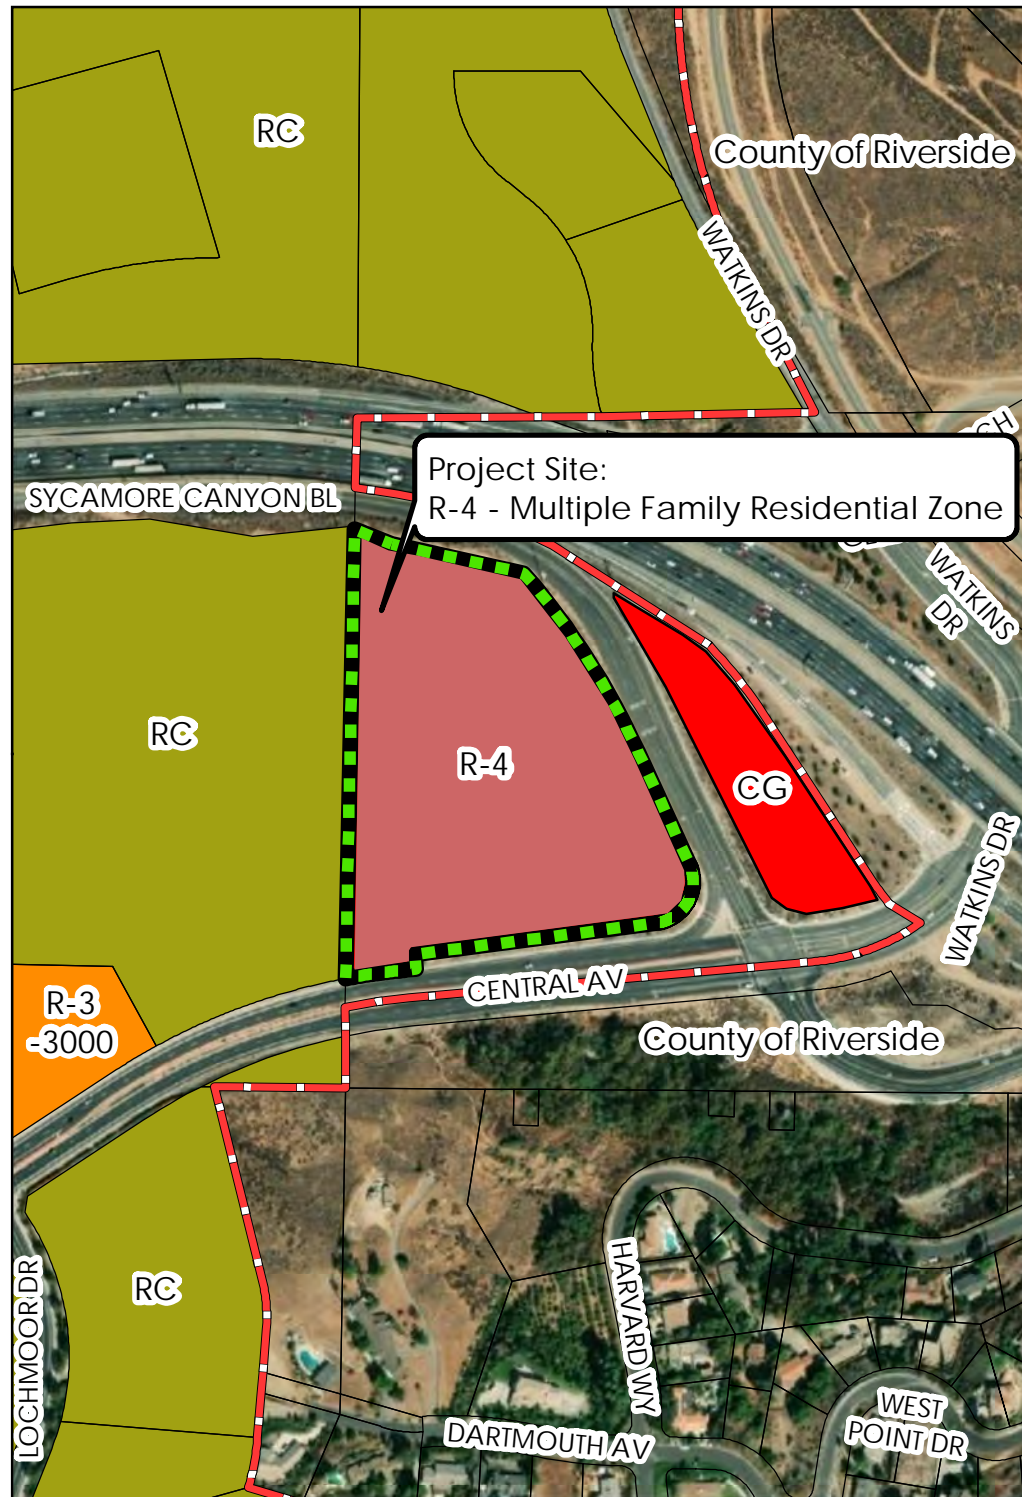 RC
County of Riverside
WATKINS DR
Project Site:
R-4 - Multiple Family Residential Zone
SYCAMORE CANYON BL
WATKINS
DR
RC
R-4
CG
WATKINS DR
R-3
-3000
CENTRAL AV
County of Riverside
RC
LOCHMOOR DR
HARVARD WY
WEST
POINT DR
DARTMOUTH AV